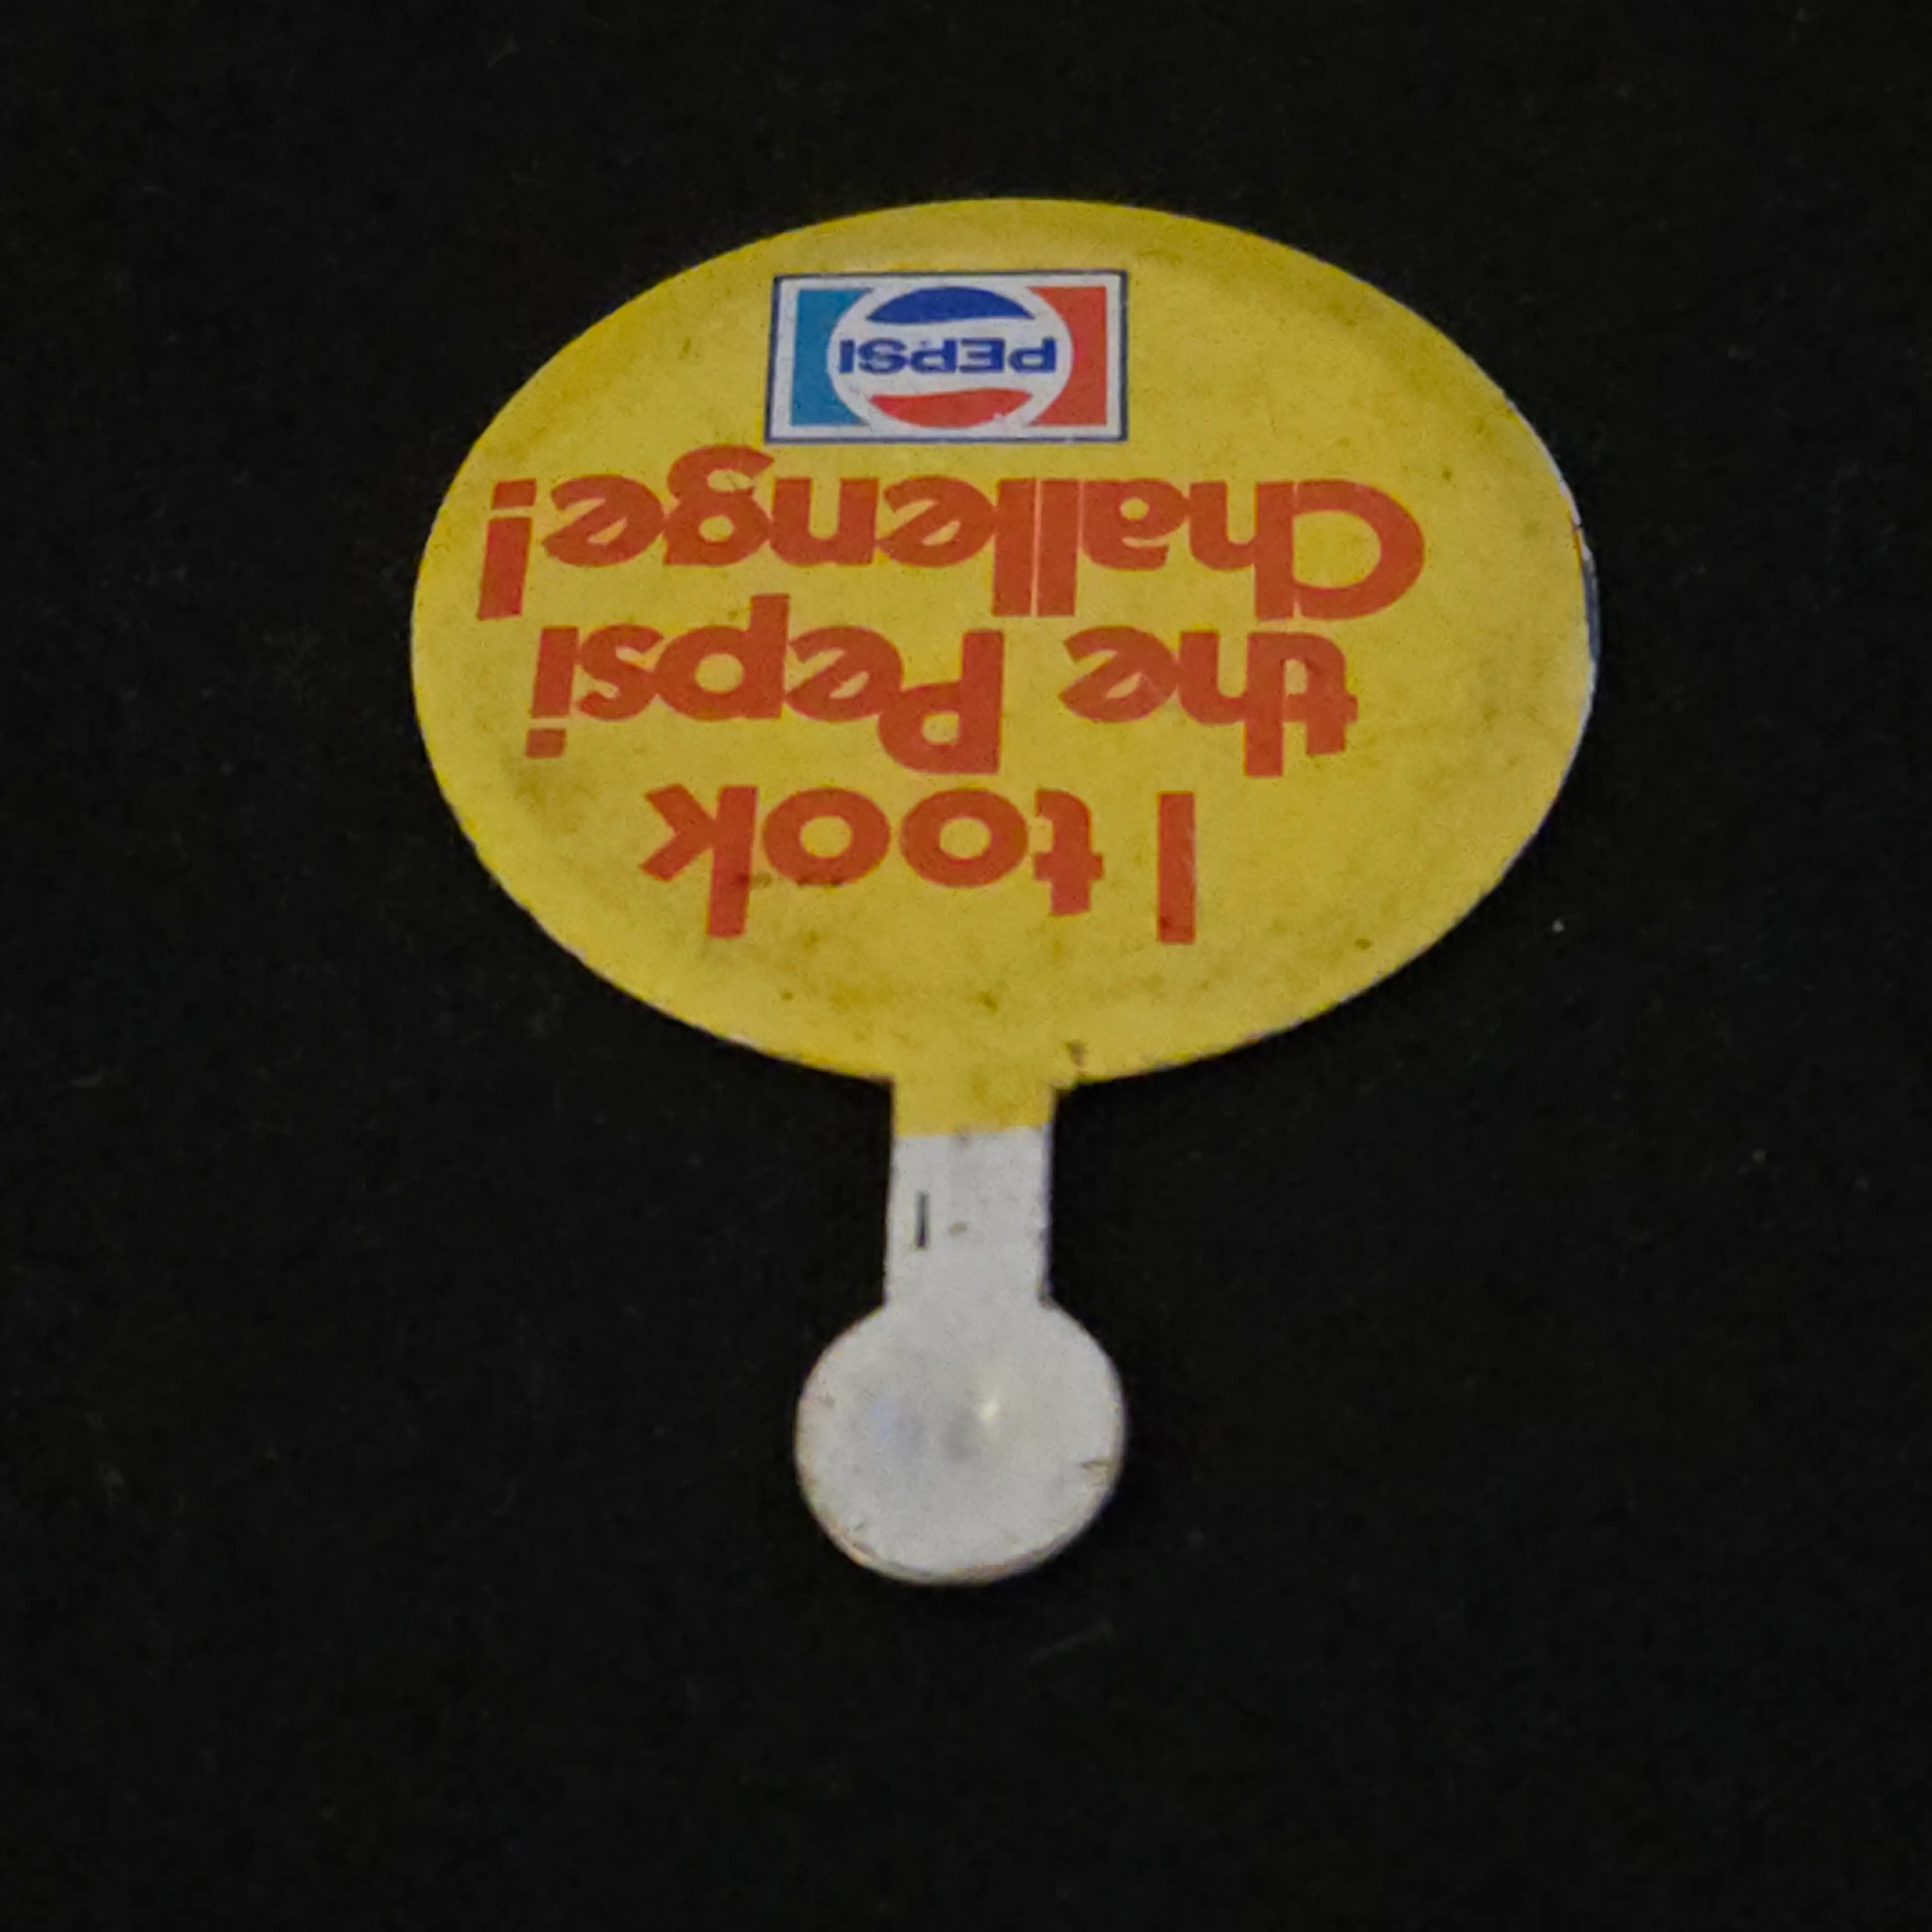 I took
the Pepsi
Challenge!
PEPSI